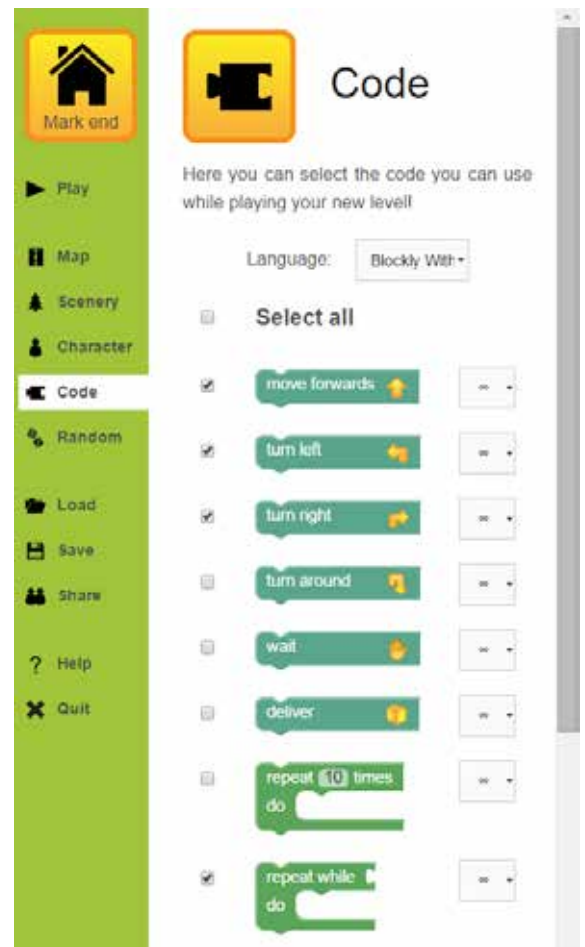 Mark end
Play
Map
Scenery
Character
Code
Random
Load
Save
Share
? Help
Quit
Code
Here you can select the code you can use
while playing your new level!
Language: Blockly With
Select all
move forwards ∞
turn left ∞
turn right ∞
turn around ∞
wait ∞
deliver ∞
repeat 10 times ∞
do
repeat while ∞
do